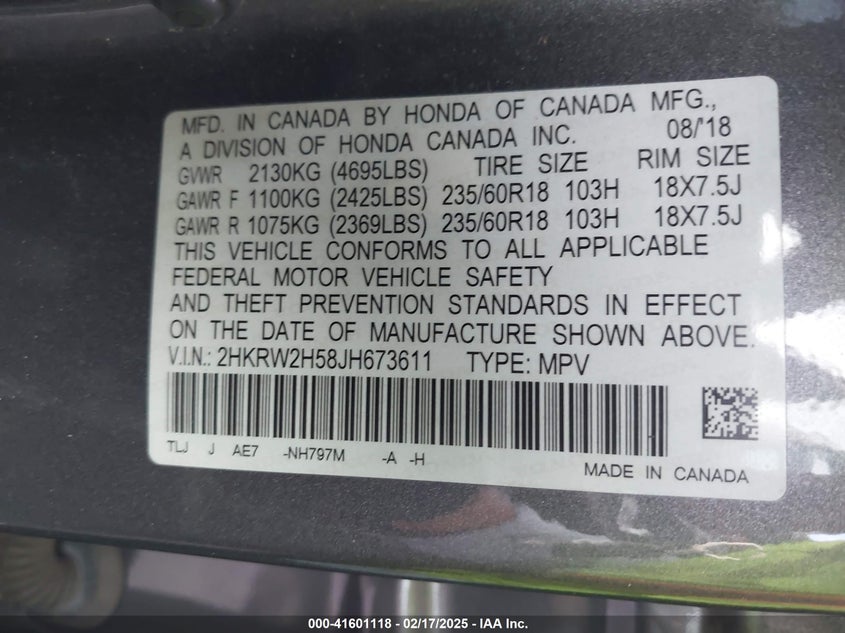 MFD. IN CANADA BY HONDA OF CANADA MFG.,
A DIVISION OF HONDA CANADA INC. 08/'18
GVWR 2130KG (4695LBS) TIRE SIZE RIM SIZE
GAWR F 1100KG (2425LBS) 235/60R18 103H 18X7.5J
GAWR R 1075KG (2369LBS) 235/60R18 103H 18X7.5J
THIS VEHICLE CONFORMS TO ALL APPLICABLE
FEDERAL MOTOR VEHICLE SAFETY
AND THEFT PREVENTION STANDARDS IN EFFECT
ON THE DATE OF MANUFACTURE SHOWN ABOVE.
V.I.N.: 2HKRW2H58JH673611 TYPE: MPV
TLJ J AE7 -NH797M -A -H
MADE IN CANADA
000-41601118 - 02/17/2025 - IAA Inc.